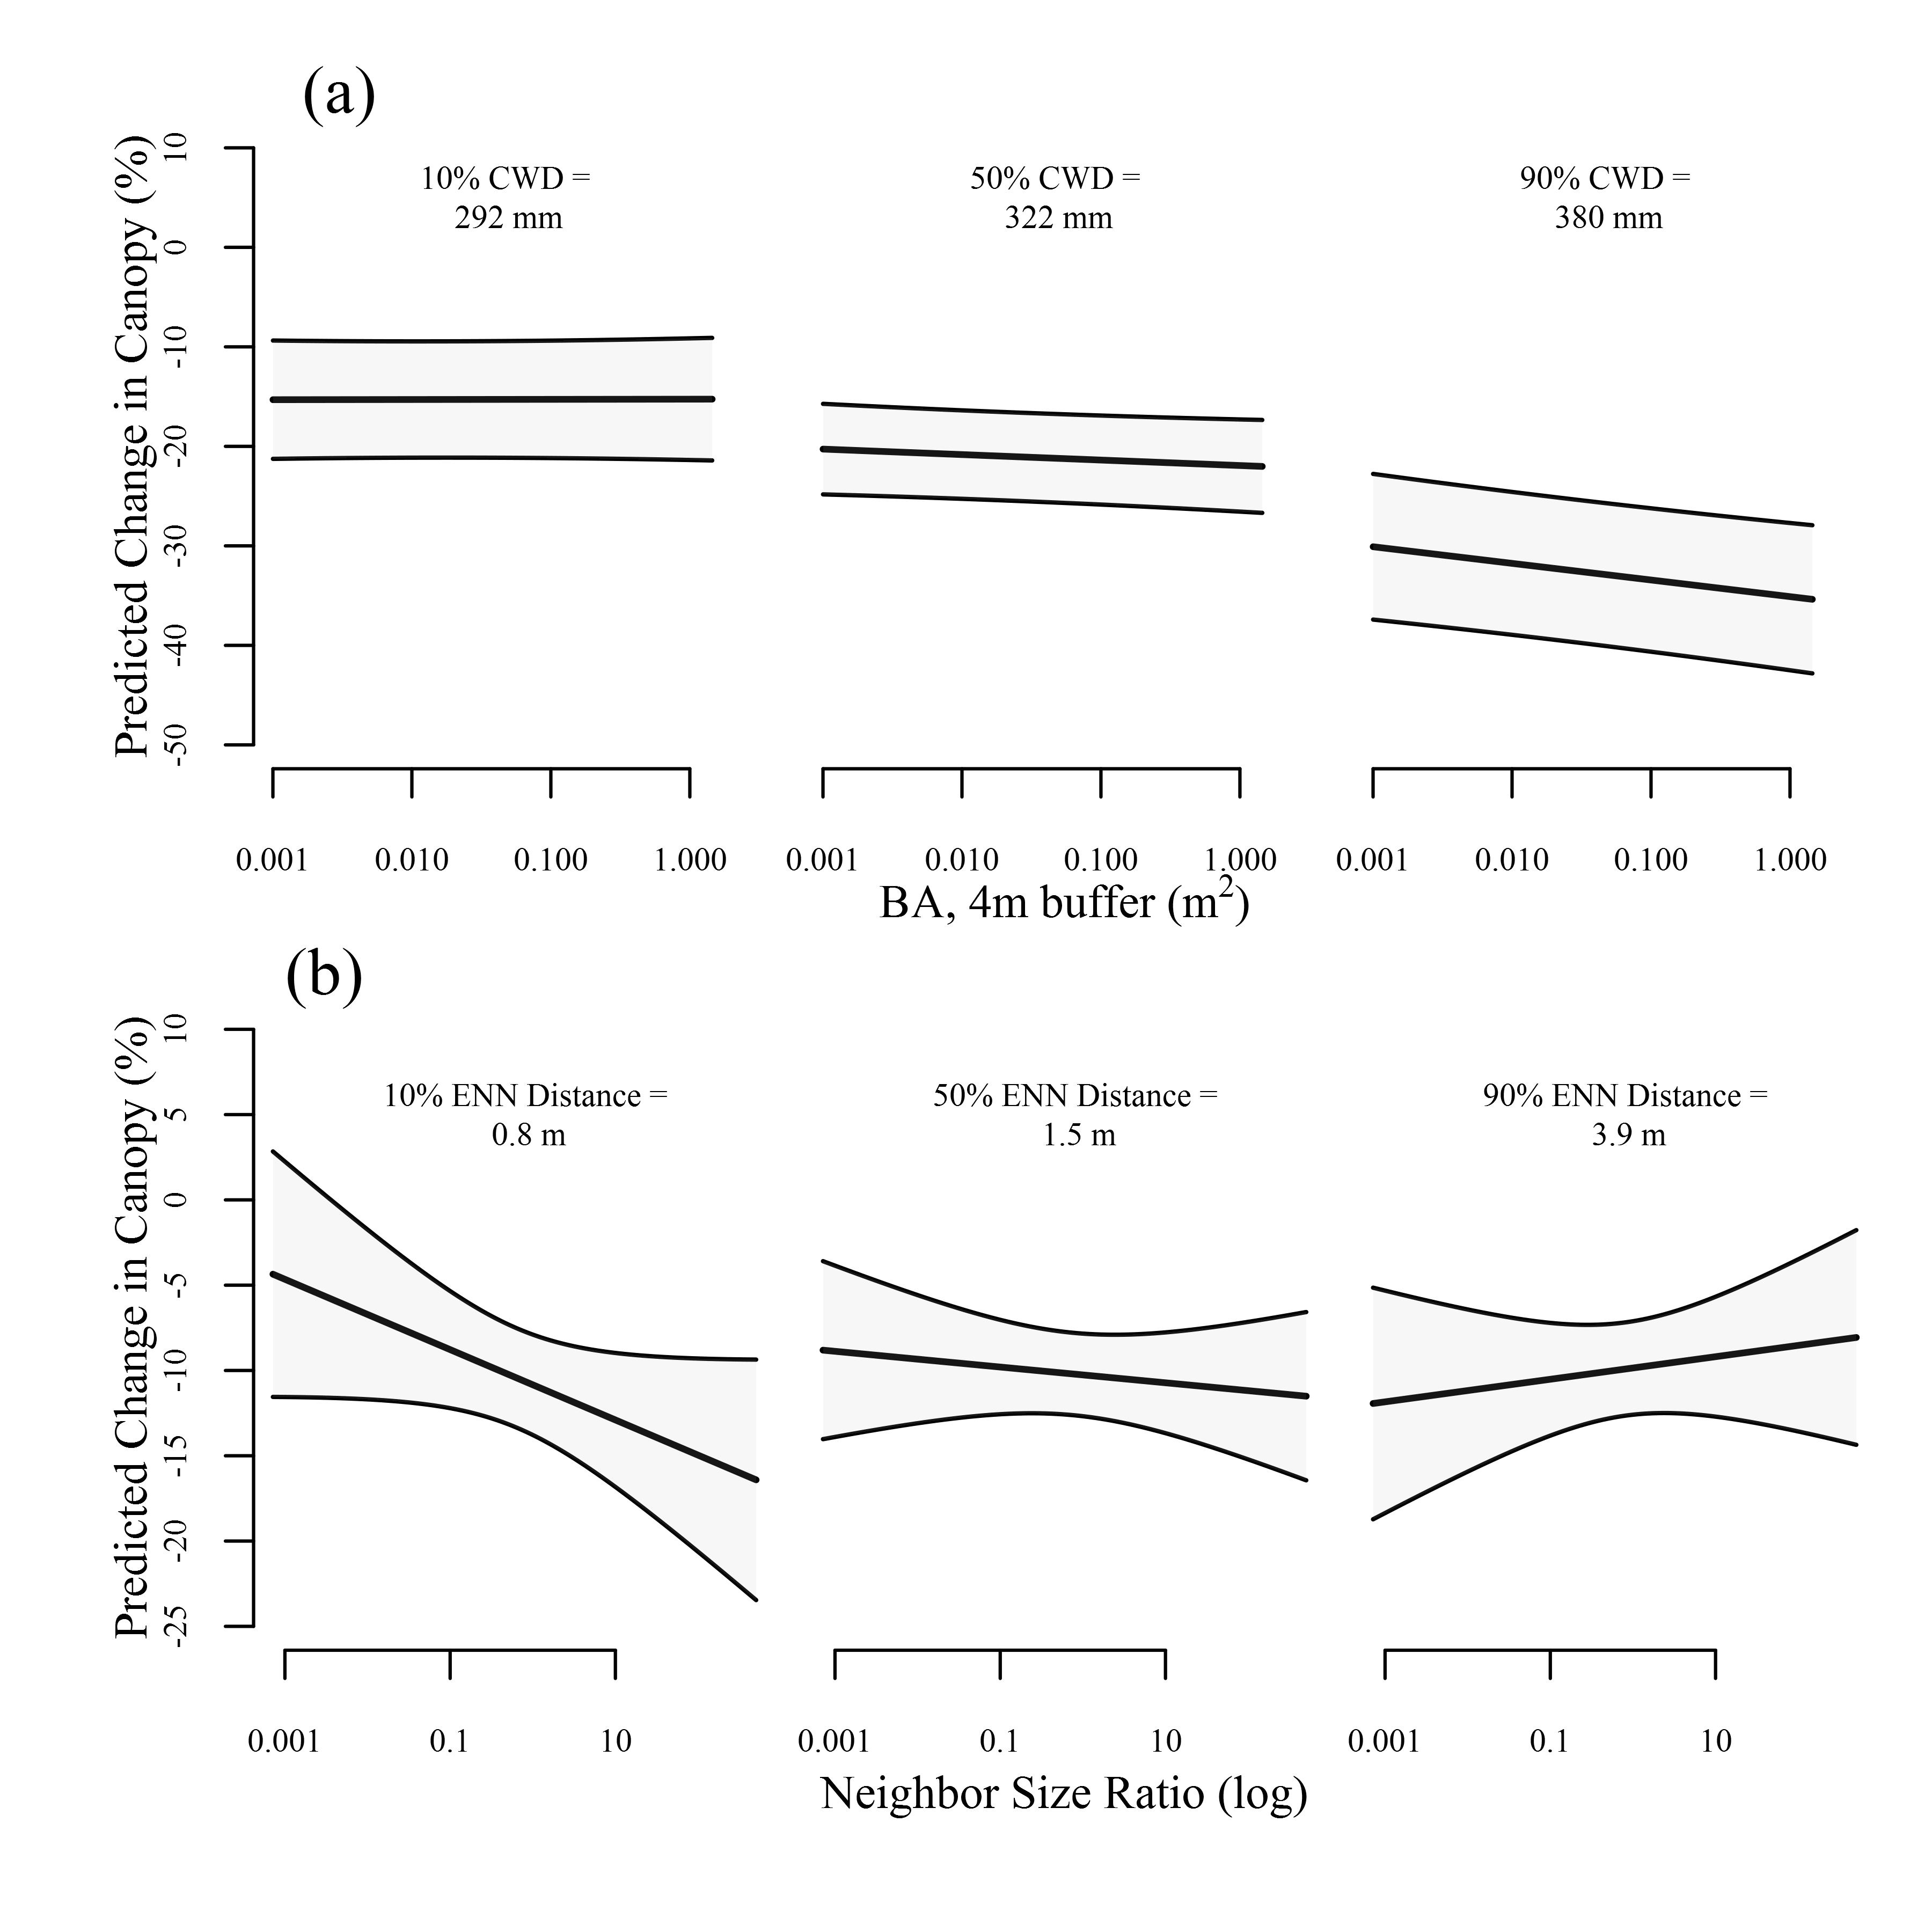 (a)
Predicted Change in Canopy (%)
10
0
-10
-20
-30
-40
-50
10% CWD =
292 mm
50% CWD =
322 mm
90% CWD =
380 mm
0.001 0.010 0.100 1.000
0.001 0.010 0.100 1.000
0.001 0.010 0.100 1.000
BA, 4m buffer (m²)
(b)
Predicted Change in Canopy (%)
10
5
0
-5
-10
-15
-20
-25
10% ENN Distance =
0.8 m
50% ENN Distance =
1.5 m
90% ENN Distance =
3.9 m
0.001 0.1 10
0.001 0.1 10
0.001 0.1 10
Neighbor Size Ratio (log)